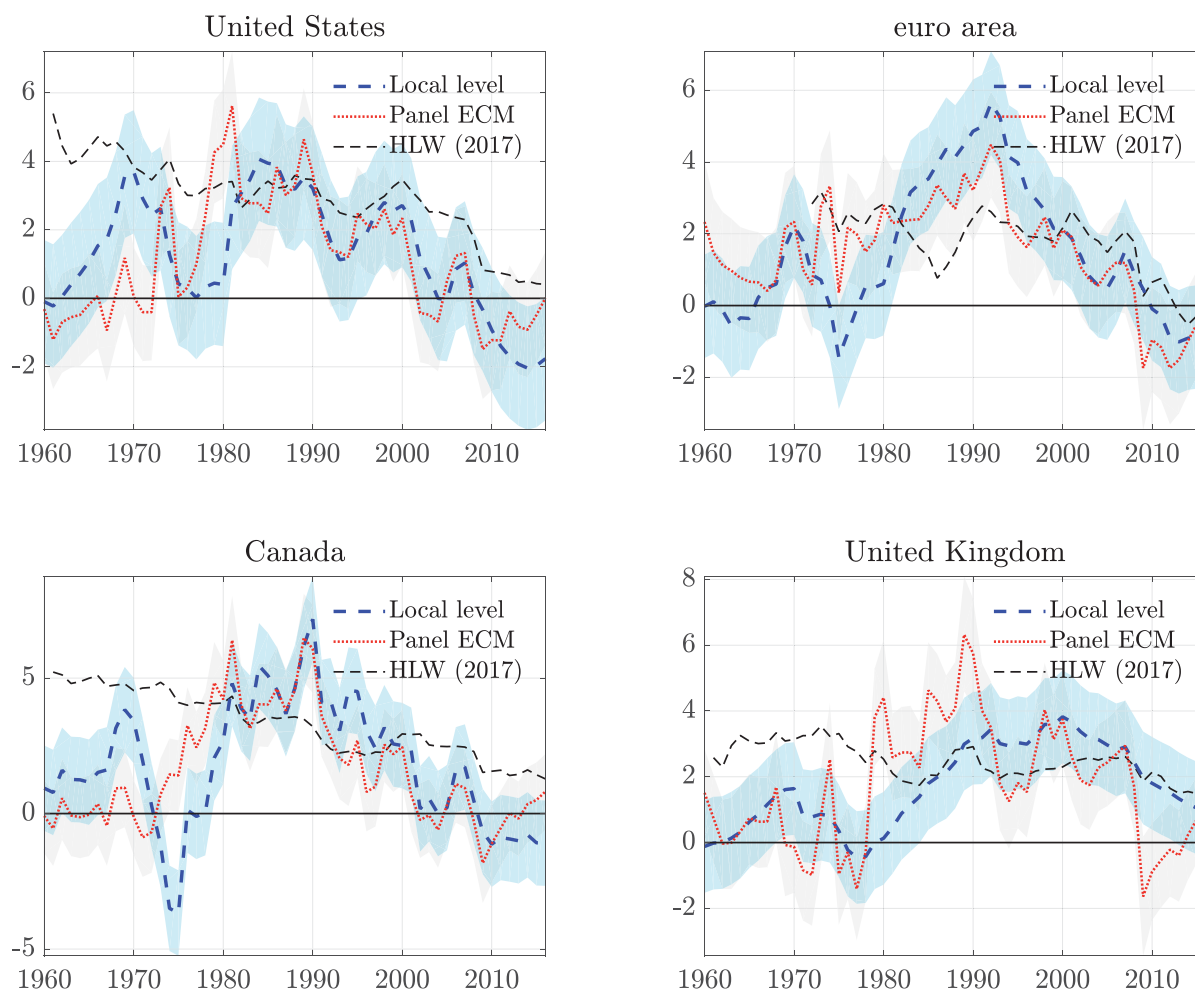 United States
6
4
2
0
-2
Local level
Panel ECM
HLW (2017)
1960 1970 1980 1990 2000 2010
euro area
6
4
2
0
-2
Local level
Panel ECM
HLW (2017)
1960 1970 1980 1990 2000 2010
Canada
5
0
-5
Local level
Panel ECM
HLW (2017)
1960 1970 1980 1990 2000 2010
United Kingdom
8
6
4
2
0
-2
Local level
Panel ECM
HLW (2017)
1960 1970 1980 1990 2000 2010